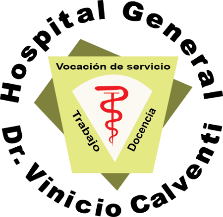 Hospital General
Vocación de servicio
Trabajo
Docencia
Dr. Vinicio Calventi